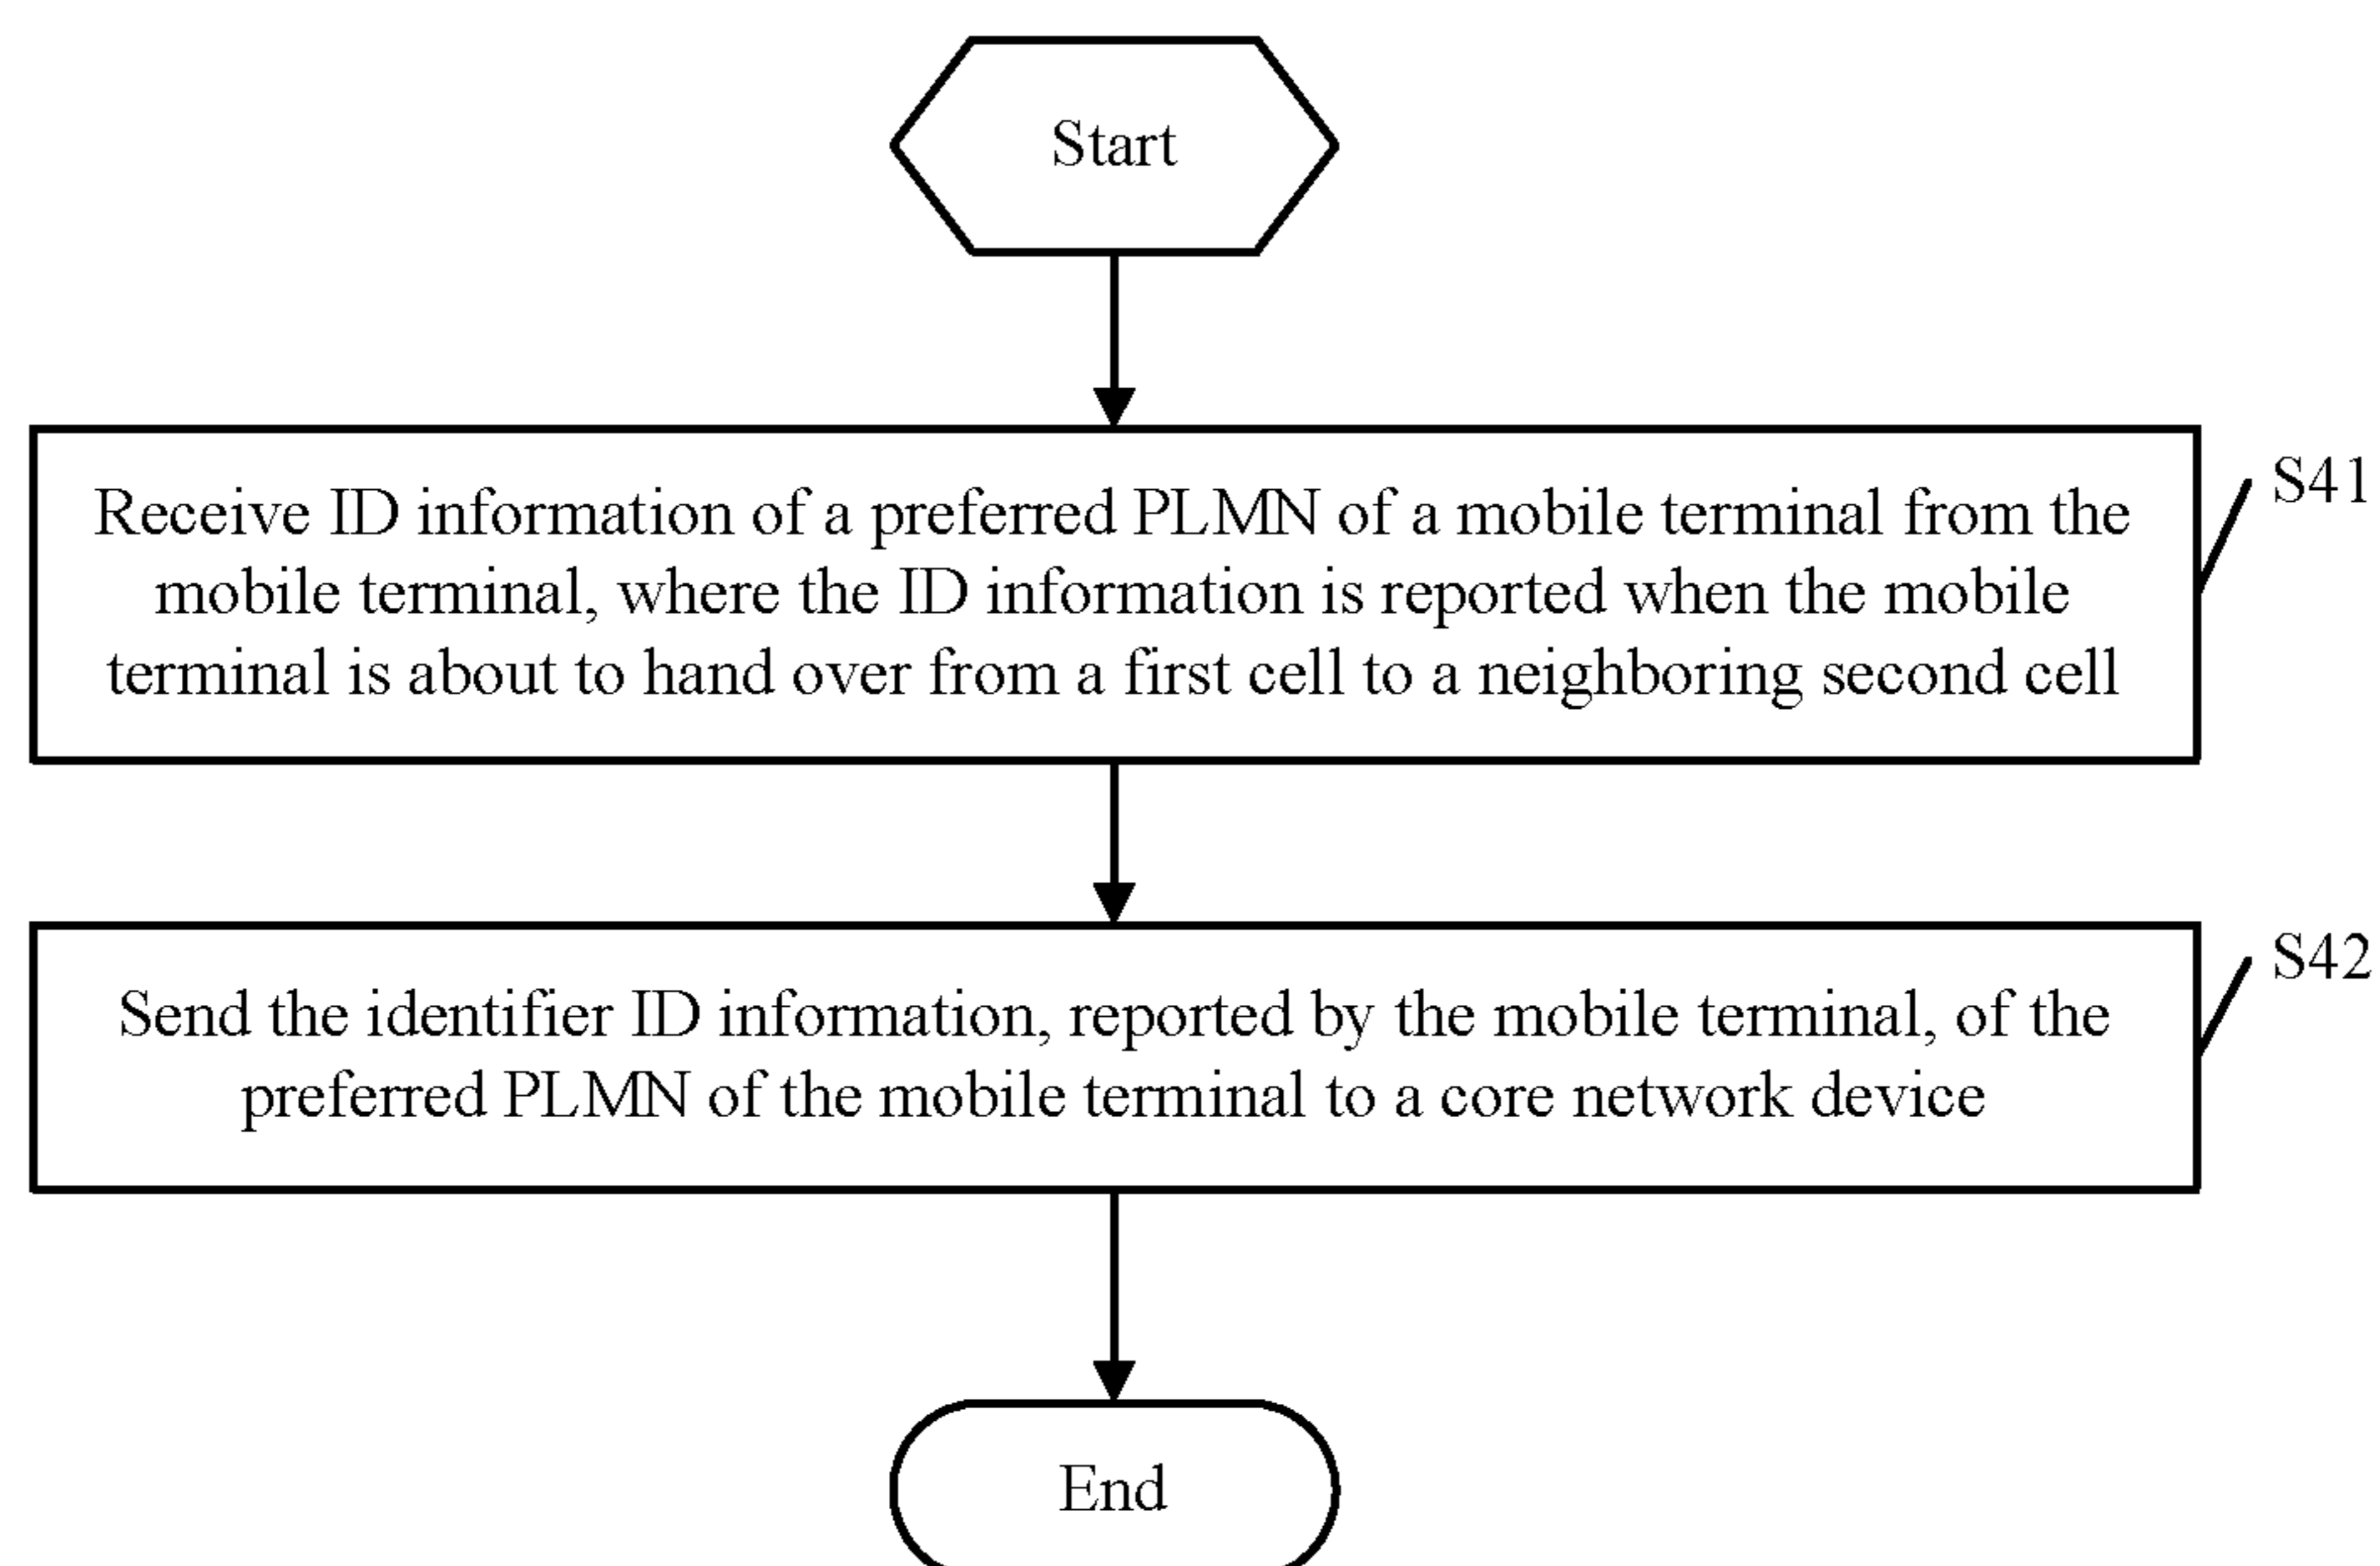 Start
Receive ID information of a preferred PLMN of a mobile terminal from the
mobile terminal, where the ID information is reported when the mobile
terminal is about to hand over from a first cell to a neighboring second cell
S41
Send the identifier ID information, reported by the mobile terminal, of the
preferred PLMN of the mobile terminal to a core network device
S42
End